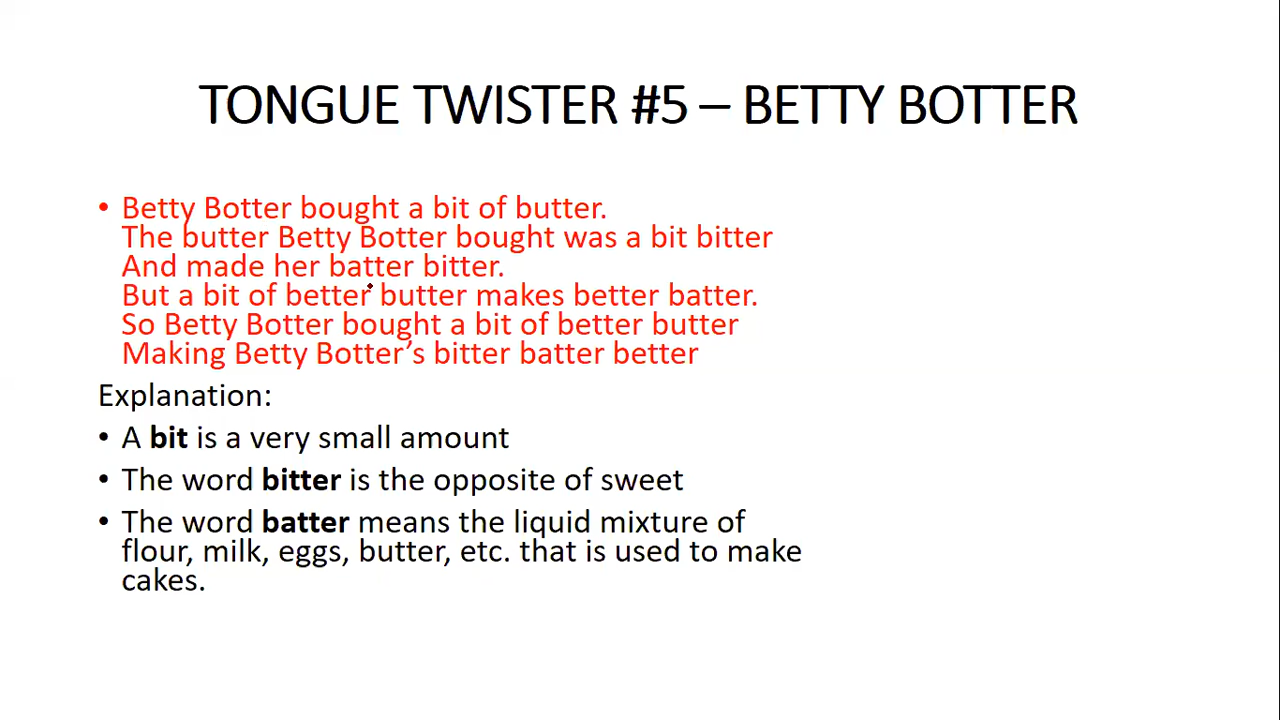 TONGUE TWISTER #5 – BETTY BOTTER
• Betty Botter bought a bit of butter.
The butter Betty Botter bought was a bit bitter
And made her batter bitter.
But a bit of better butter makes better batter.
So Betty Botter bought a bit of better butter
Making Betty Botter’s bitter batter better
Explanation:
• A bit is a very small amount
• The word bitter is the opposite of sweet
• The word batter means the liquid mixture of
flour, milk, eggs, butter, etc. that is used to make
cakes.